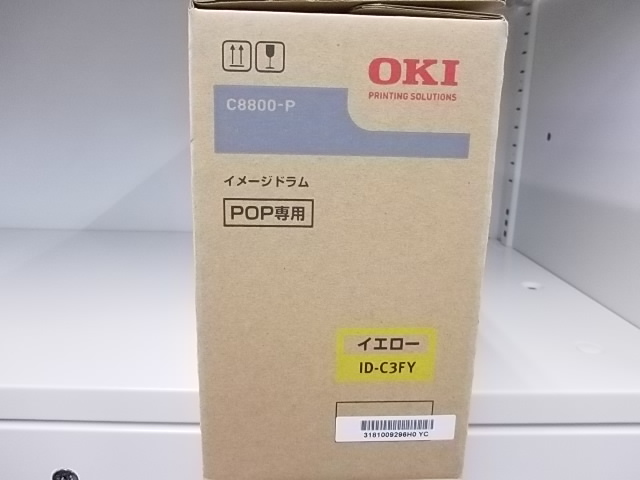 OKI
PRINTING SOLUTIONS
C8800-P
イメージドラム
POP専用
イエロー
ID-C3FY
3181009296H0 YC